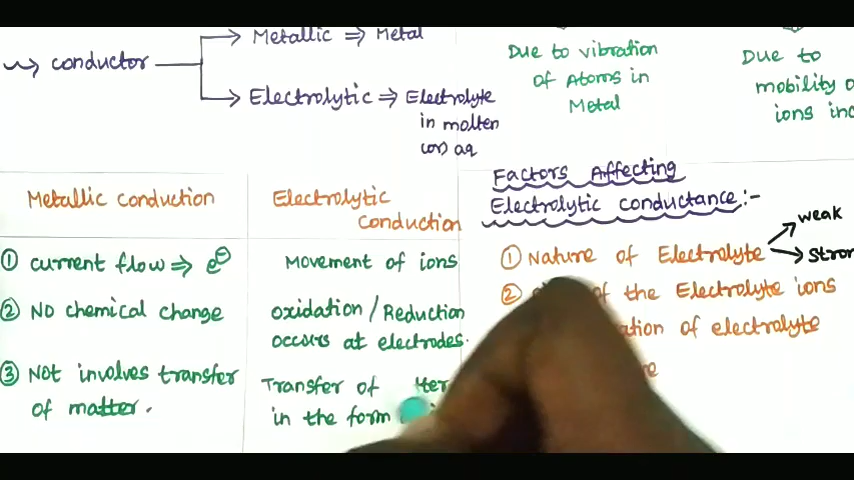 Metallic ⇒ Metal
~> conductor
Electrolytic ⇒ Electrolyte
in molten
(or) aq
Due to vibration
of Atoms in
Metal
Due to
mobility
ions
Metallic conduction
① current flow ⇒ e⊖
② No chemical change
③ Not involves transfer
of matter.
Electrolytic
conduction
Movement of ions
oxidation / Reduction
occurs at electrodes.
Transfer of
in the form
Factors Affecting
Electrolytic conductance :-
① Nature of Electrolyte
weak
② of the Electrolyte ions
of electrolyte